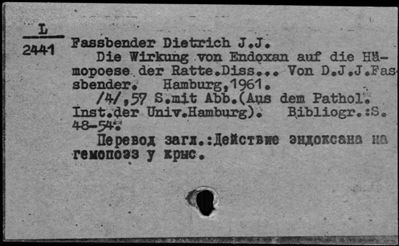 L
2441
Fassbender Dietrich J.J.
Die Wirkung von Endoxan auf die Hä-
mopoese der Ratte.Diss... Von D.J.J.Fas-
sbender. Hamburg,1961.
/4/,57 S.mit Abb.(Aus dem Pathol.
Inst.der Univ.Hamburg). Bibliogr.:S.
48-54.
Перевод загл.:Действие эндоксана на
гемопоэз у крыс.